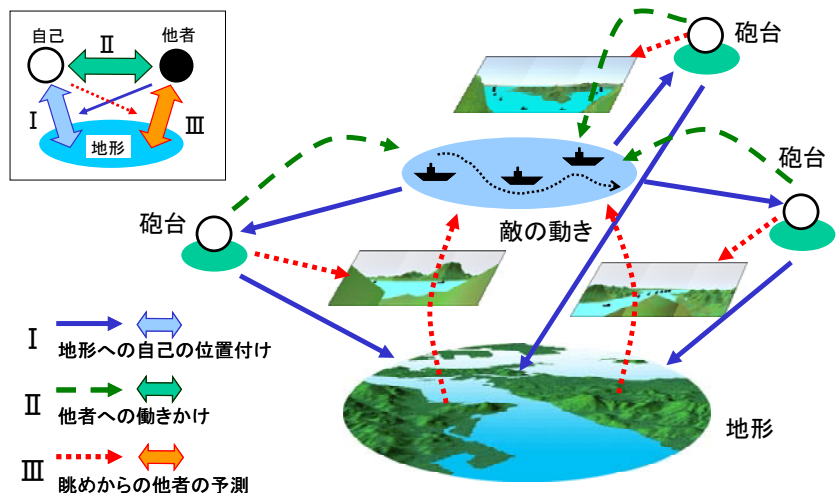 自己
他者
Ⅱ
Ⅰ
Ⅲ
地形
砲台
砲台
砲台
敵の動き
地形
Ⅰ
地形への自己の位置付け
Ⅱ
他者への働きかけ
Ⅲ
眺めからの他者の予測